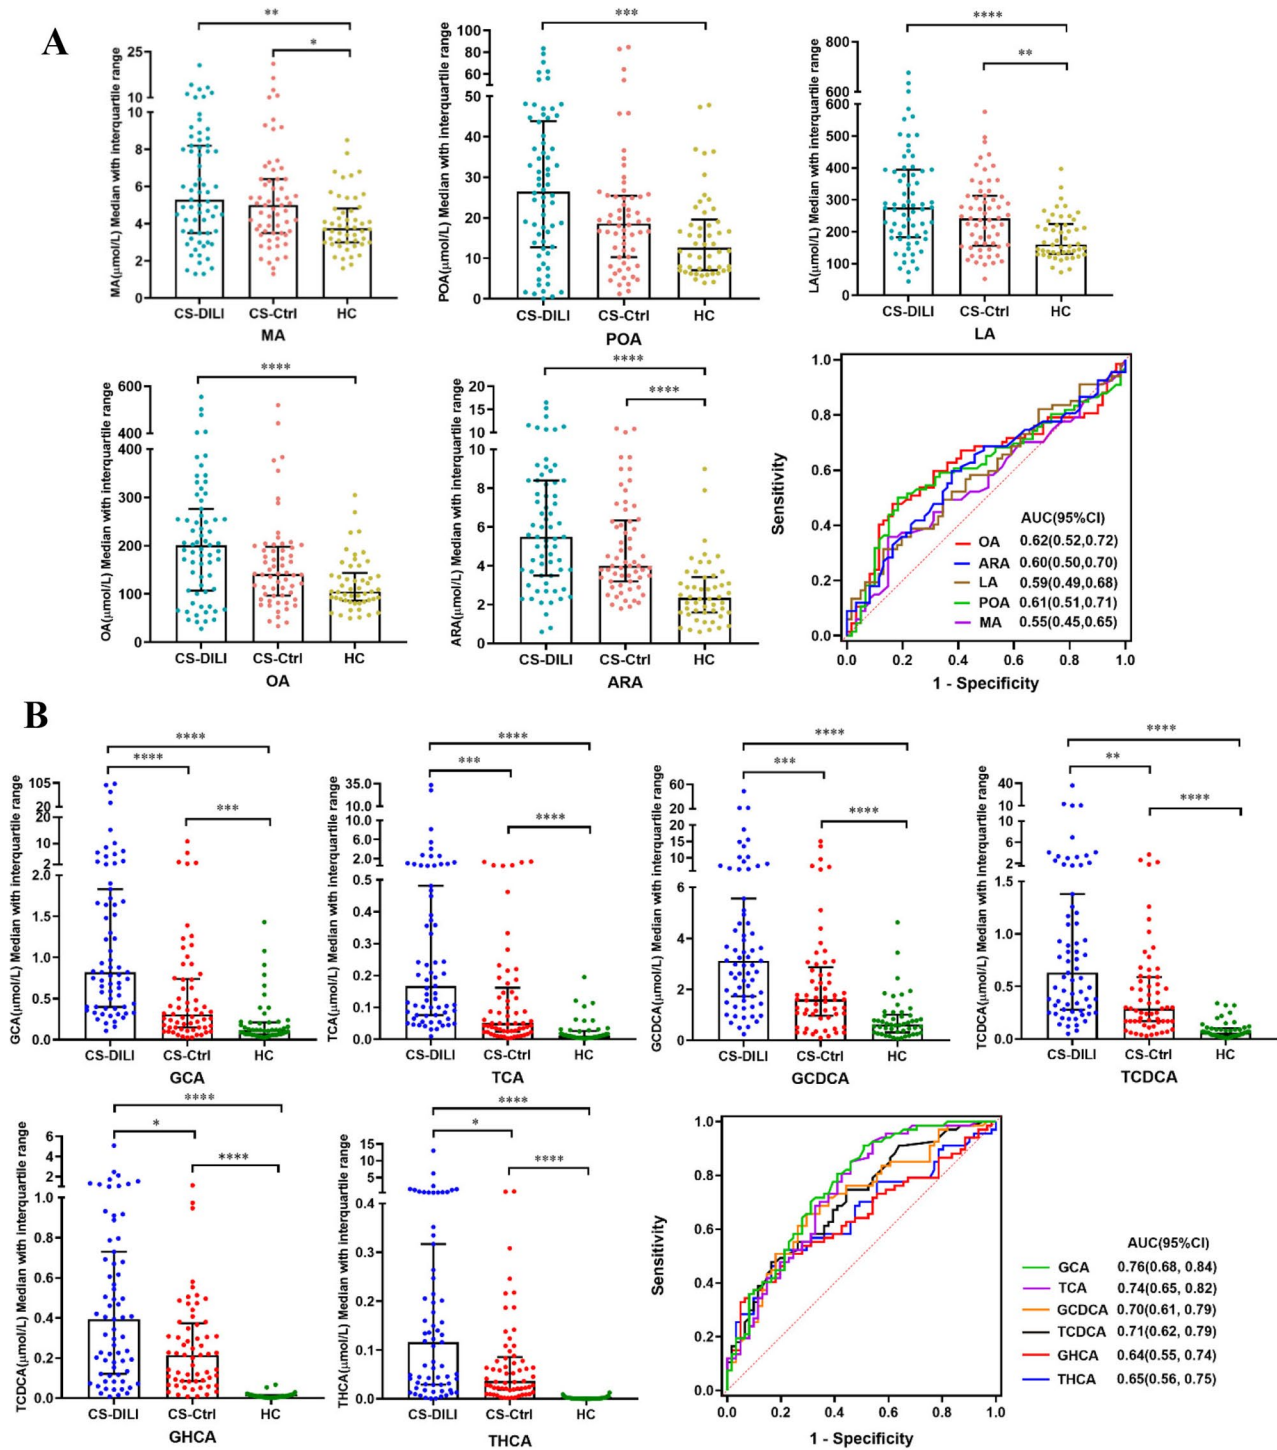 A
**
*
MA(μmol/L) Median with interquartile range
25
10
10
8
6
4
2
0
CS-DILI CS-Ctrl HC
MA
***
POA(μmol/L) Median with interquartile range
100
80
60
50
40
30
20
10
0
CS-DILI CS-Ctrl HC
POA
****
**
LA(μmol/L) Median with interquartile range
800
600
600
500
400
300
200
100
0
CS-DILI CS-Ctrl HC
LA
****
OA(μmol/L) Median with interquartile range
600
400
400
300
200
100
0
CS-DILI CS-Ctrl HC
OA
****
****
ARA(μmol/L) Median with interquartile range
20
15
10
10
8
6
4
2
0
CS-DILI CS-Ctrl HC
ARA
Sensitivity
1.0
0.8
0.6
0.4
0.2
0.0
AUC(95%CI)
OA 0.62(0.52, 0.72)
ARA 0.60(0.50, 0.70)
LA 0.59(0.49, 0.68)
POA 0.61(0.51, 0.71)
MA 0.55(0.45, 0.65)
0.0 0.2 0.4 0.6 0.8 1.0
1 - Specificity
B
****
****
***
GCA(μmol/L) Median with interquartile range
105
20
20
10
2
2.0
1.5
1.0
0.5
0.0
CS-DILI CS-Ctrl HC
GCA
****
***
****
TCA(μmol/L) Median with interquartile range
35.0
10.0
10.0
6.0
2.0
0.5
0.4
0.3
0.2
0.1
0.0
CS-DILI CS-Ctrl HC
TCA
****
***
****
GCDCA(μmol/L) Median with interquartile range
60
20
20
15
10
6
4
2
0
CS-DILI CS-Ctrl HC
GCDCA
****
**
****
TCDCA(μmol/L) Median with interquartile range
40
10
10
6
2
1.5
1.0
0.5
0.0
CS-DILI CS-Ctrl HC
TCDCA
****
*
****
TCDCA(μmol/L) Median with interquartile range
6
4
2
1.0
0.8
0.6
0.4
0.2
0.0
CS-DILI CS-Ctrl HC
GHCA
****
*
****
THCA(μmol/L) Median with interquartile range
15
10
5
0.4
0.3
0.2
0.1
0.0
CS-DILI CS-Ctrl HC
THCA
Sensitivity
1.0
0.8
0.6
0.4
0.2
0.0
0.0 0.2 0.4 0.6 0.8 1.0
1 - Specificity
AUC(95%CI)
GCA 0.76(0.68, 0.84)
TCA 0.74(0.65, 0.82)
GCDCA 0.70(0.61, 0.79)
TCDCA 0.71(0.62, 0.79)
GHCA 0.64(0.55, 0.74)
THCA 0.65(0.56, 0.75)